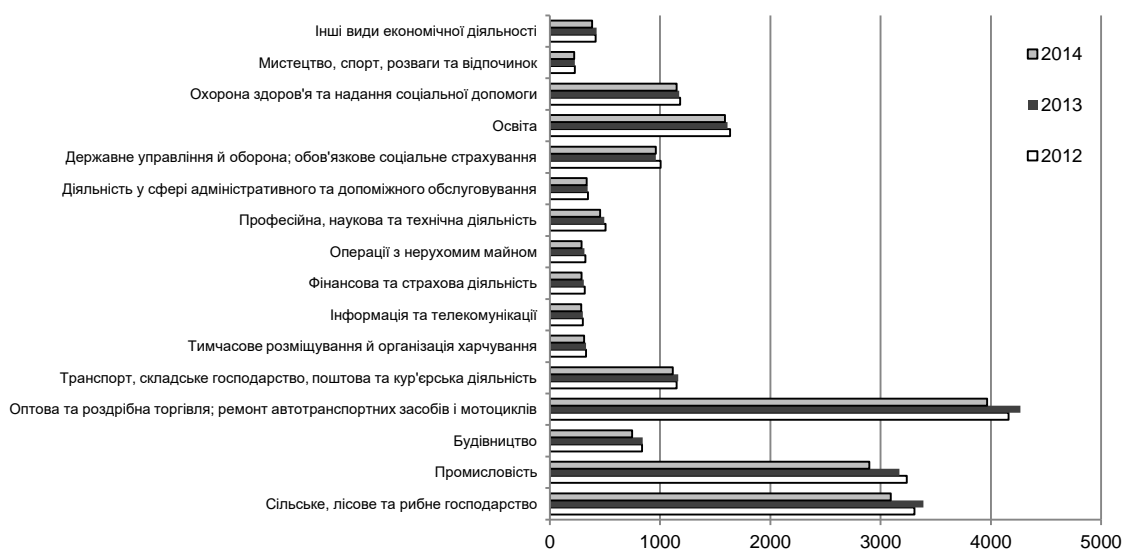 Інші види економічної діяльності
Мистецтво, спорт, розваги та відпочинок
Охорона здоров'я та надання соціальної допомоги
Освіта
Державне управління й оборона; обов'язкове соціальне страхування
Діяльність у сфері адміністративного та допоміжного обслуговування
Професійна, наукова та технічна діяльність
Операції з нерухомим майном
Фінансова та страхова діяльність
Інформація та телекомунікації
Тимчасове розміщування й організація харчування
Транспорт, складське господарство, поштова та кур'єрська діяльність
Оптова та роздрібна торгівля; ремонт автотранспортних засобів і мотоциклів
Будівництво
Промисловість
Сільське, лісове та рибне господарство
0 1000 2000 3000 4000 5000
2014
2013
2012